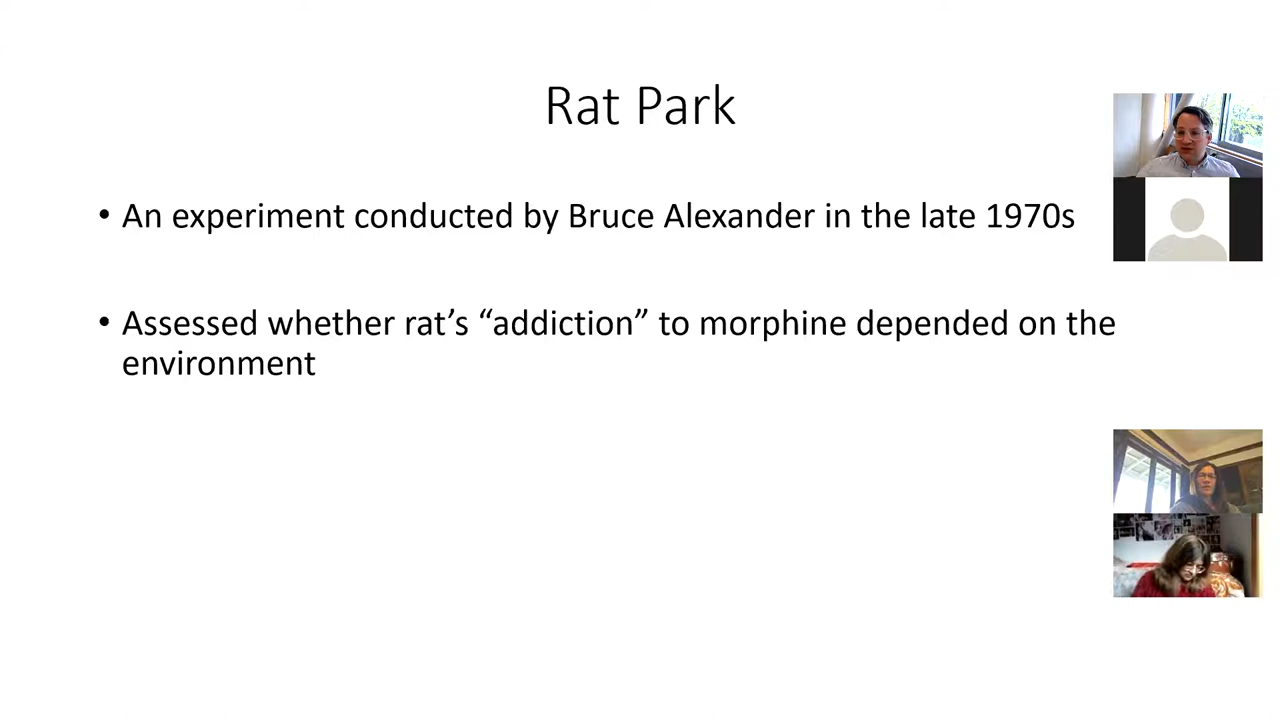 Rat Park
• An experiment conducted by Bruce Alexander in the late 1970s
• Assessed whether rat’s “addiction” to morphine depended on the
environment